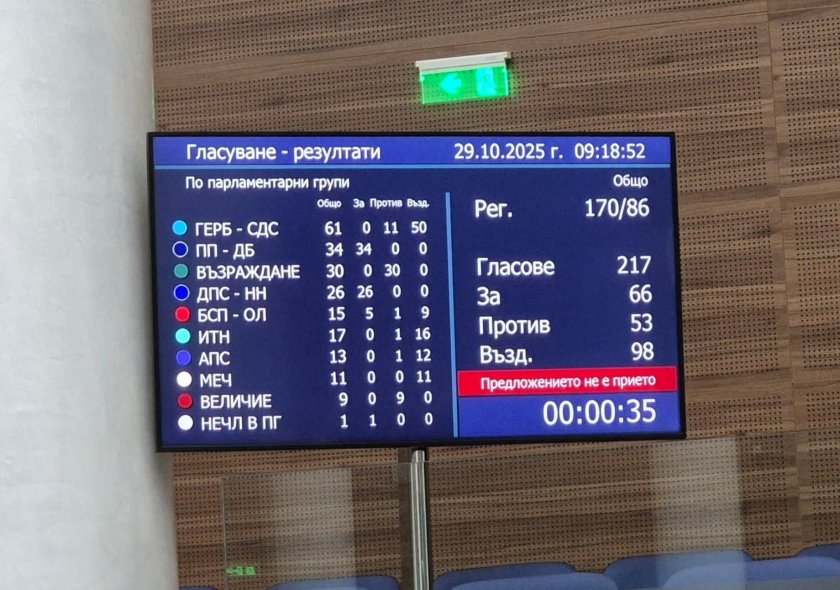 Гласуване - резултати 29.10.2025 г. 09:18:52
По парламентарни групи
Общо За Против Възд.
ГЕРБ - СДС 61 0 11 50
ПП - ДБ 34 34 0 0
ВЪЗРАЖДАНЕ 30 0 30 0
ДПС - НН 26 26 0 0
БСП - ОЛ 15 5 1 9
ИТН 17 0 1 16
АПС 13 0 1 12
МЕЧ 11 0 0 11
ВЕЛИЧИЕ 9 0 9 0
НЕЧЛ В ПГ 1 1 0 0
Общо
Рег. 170/86
Гласове 217
За 66
Против 53
Възд. 98
Предложението не е прието
00:00:35